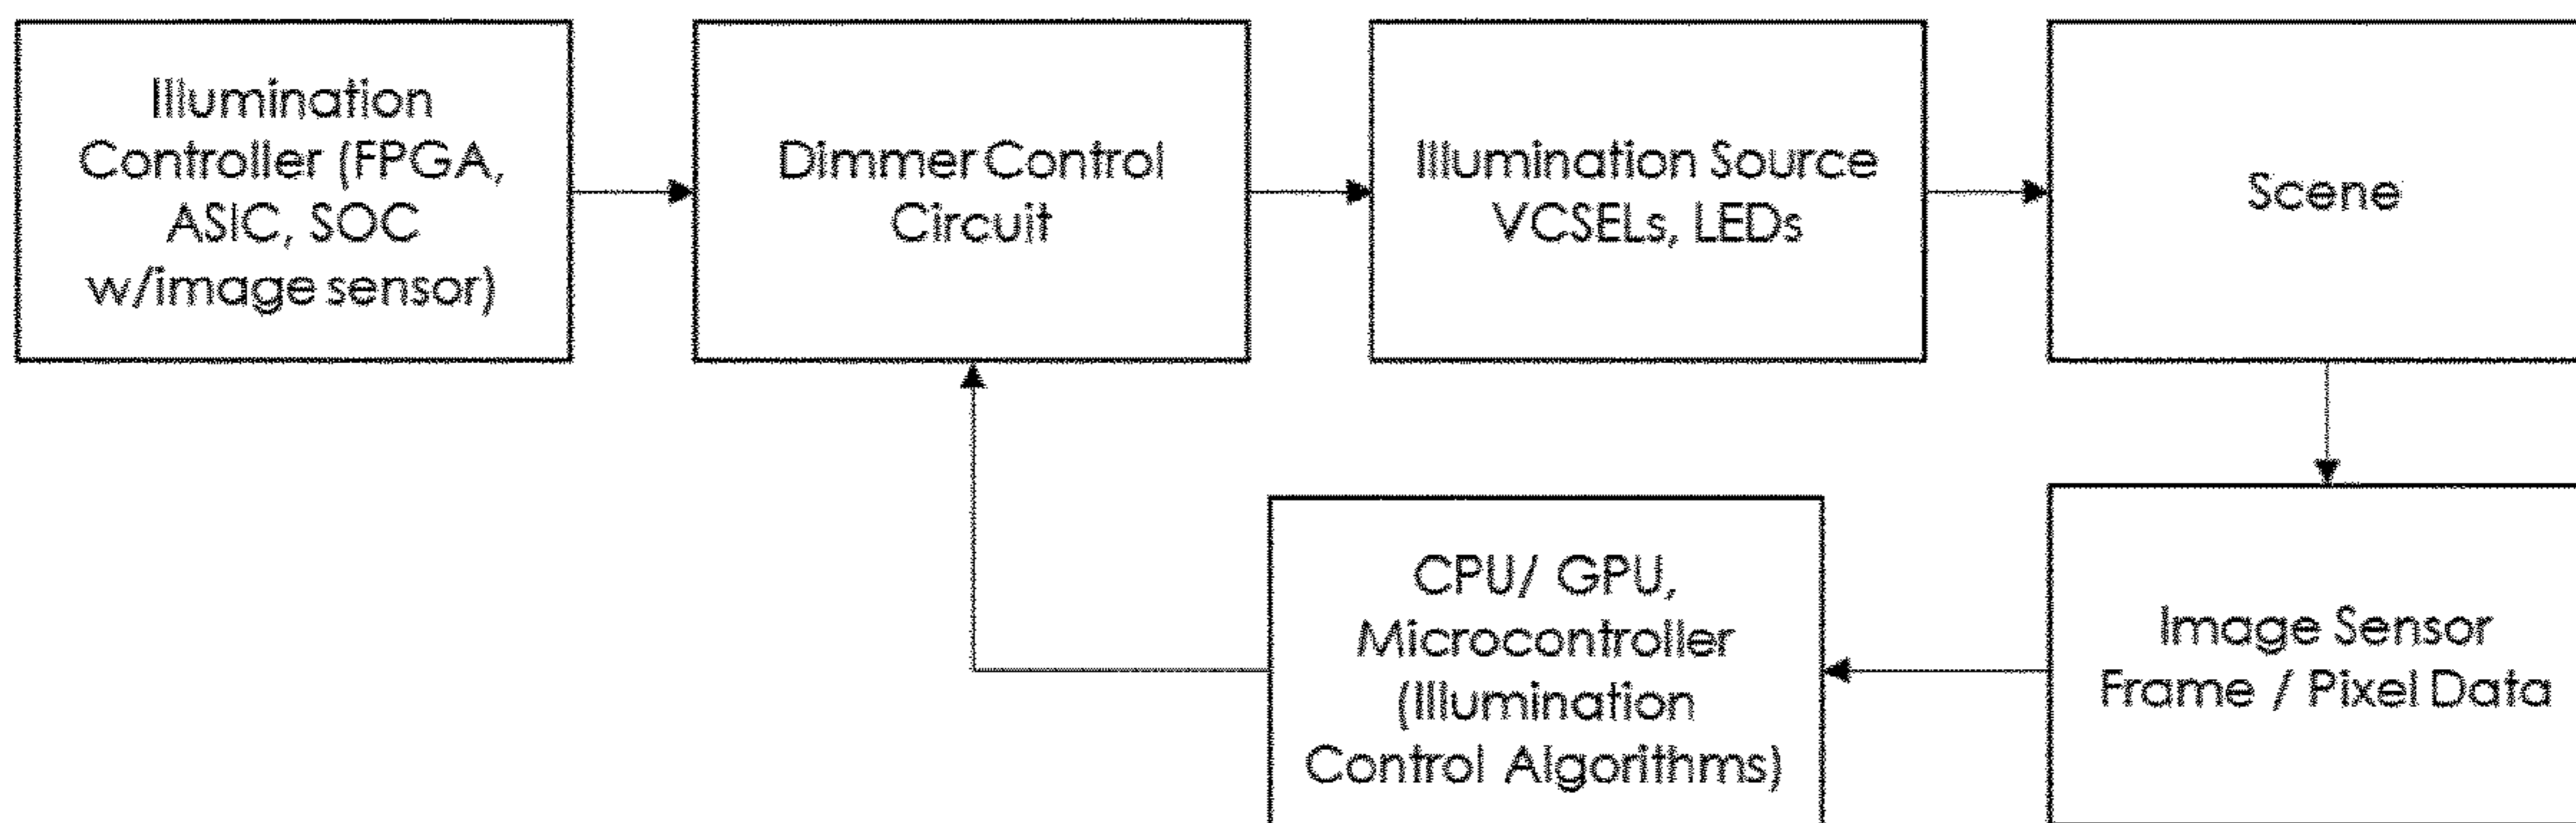 Illumination
Controller (FPGA,
ASIC, SOC
w/image sensor)
Dimmer Control
Circuit
Illumination Source
VCSELs, LEDs
Scene
CPU/ GPU,
Microcontroller
(Illumination
Control Algorithms)
Image Sensor
Frame / Pixel Data